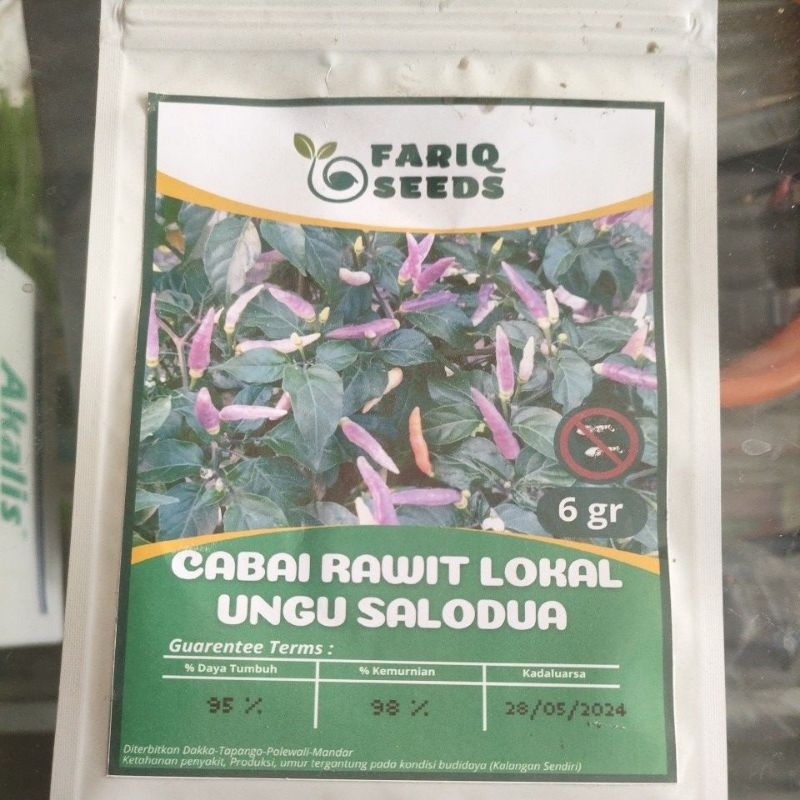 FARIQ
SEEDS
6 gr
CABAI RAWIT LOKAL
UNGU SALODUA
Guarentee Terms :
% Daya Tumbuh % Kemurnian Kadaluarsa
95 % 98 % 28/05/2024
Diterbitkan Dakka-Tapango-Polewali-Mandar
Ketahanan penyakit, Produksi, umur tergantung pada kondisi budidaya (Kalangan Sendiri)
Akalis